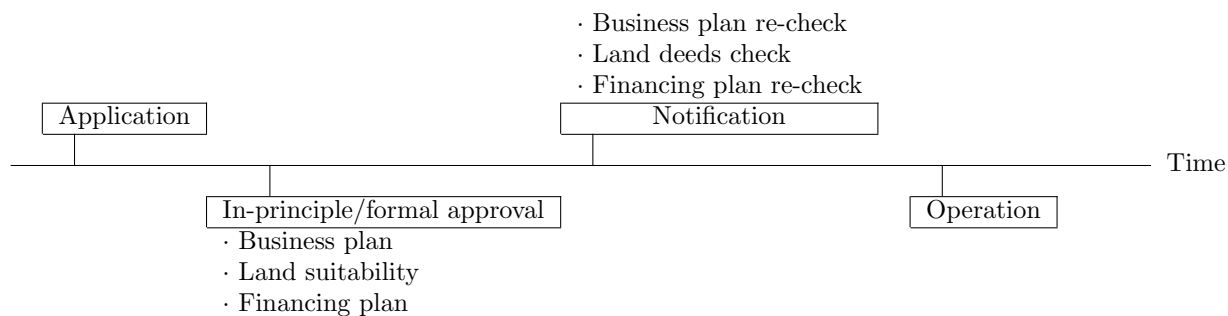 · Business plan re-check
· Land deeds check
· Financing plan re-check
Application
Notification
Time
In-principle/formal approval
Operation
· Business plan
· Land suitability
· Financing plan